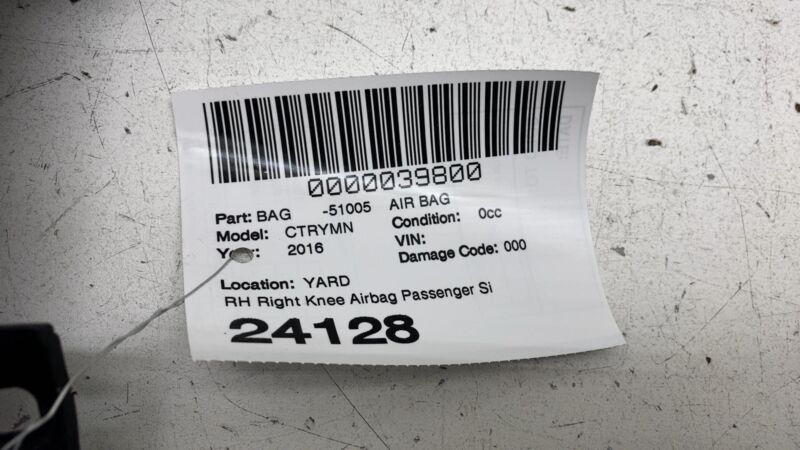 0000039800
Part: BAG -51005 AIR BAG
Model: CTRYMN Condition: 0cc
Year: 2016 VIN:
Damage Code: 000
Location: YARD
RH Right Knee Airbag Passenger Si
24128